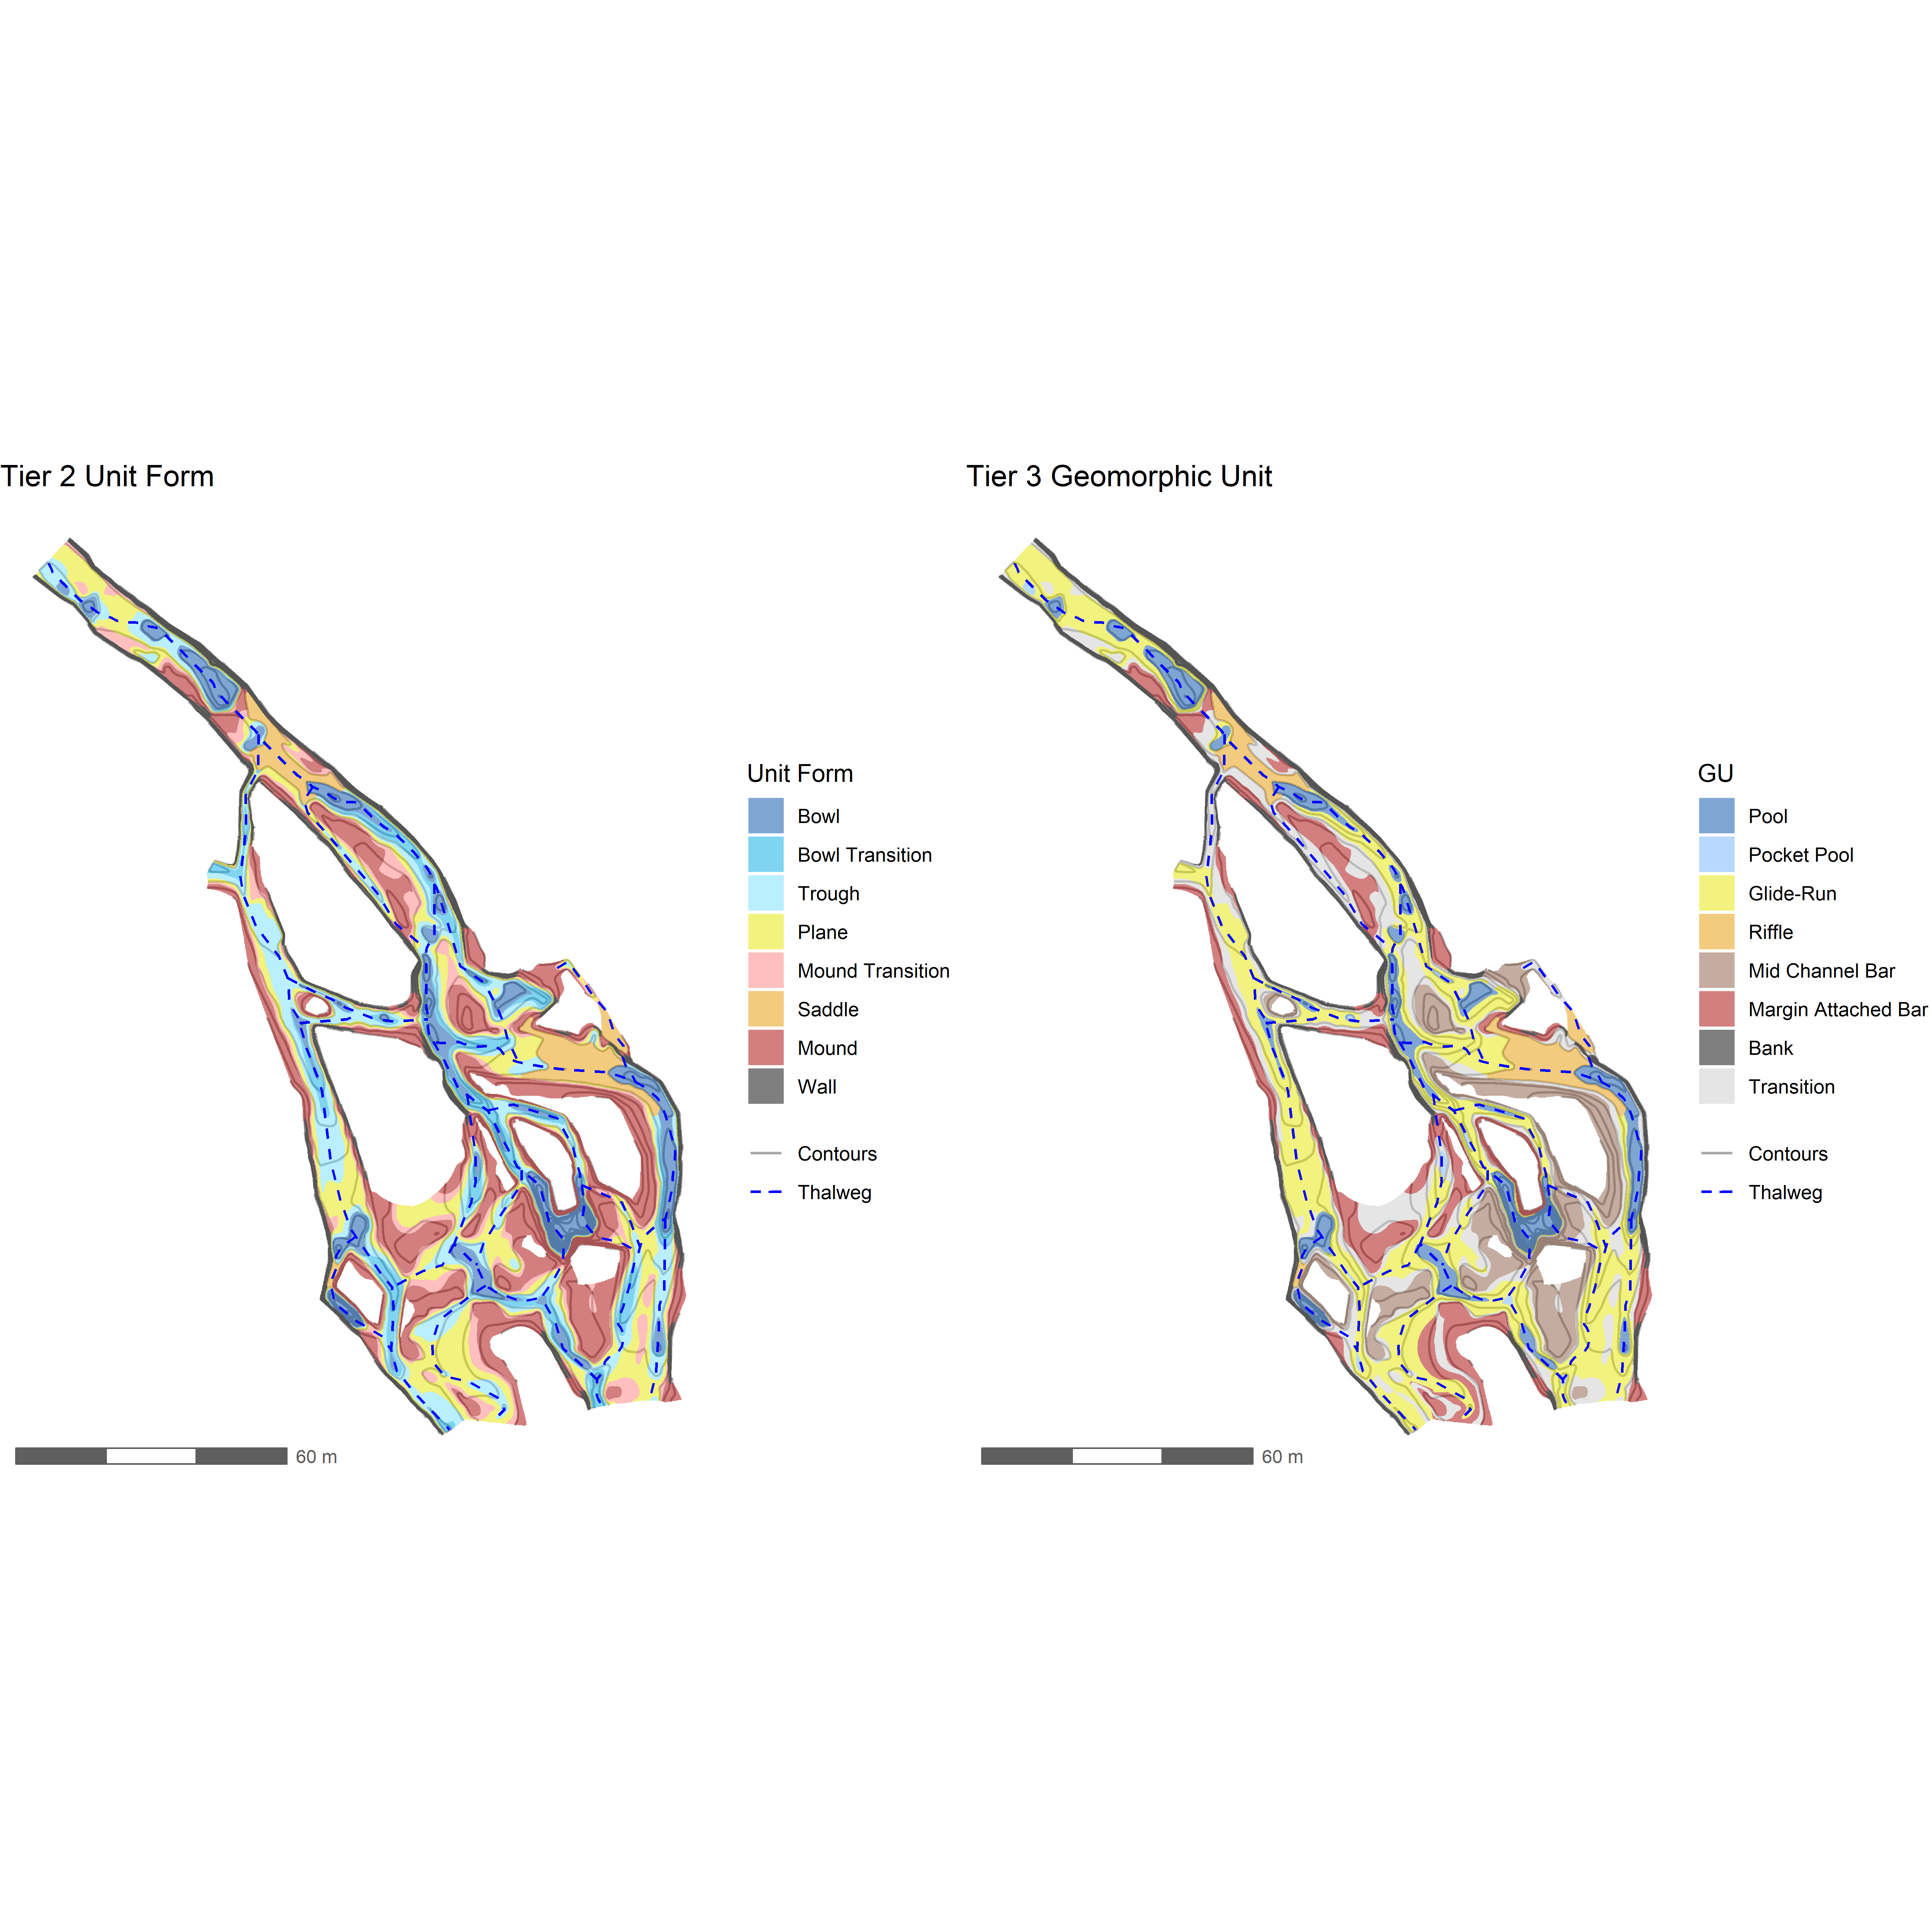 Tier 2 Unit Form
Tier 3 Geomorphic Unit
Unit Form
Bowl
Bowl Transition
Trough
Plane
Mound Transition
Saddle
Mound
Wall
Contours
Thalweg
GU
Pool
Pocket Pool
Glide-Run
Riffle
Mid Channel Bar
Margin Attached Bar
Bank
Transition
Contours
Thalweg
60 m
60 m